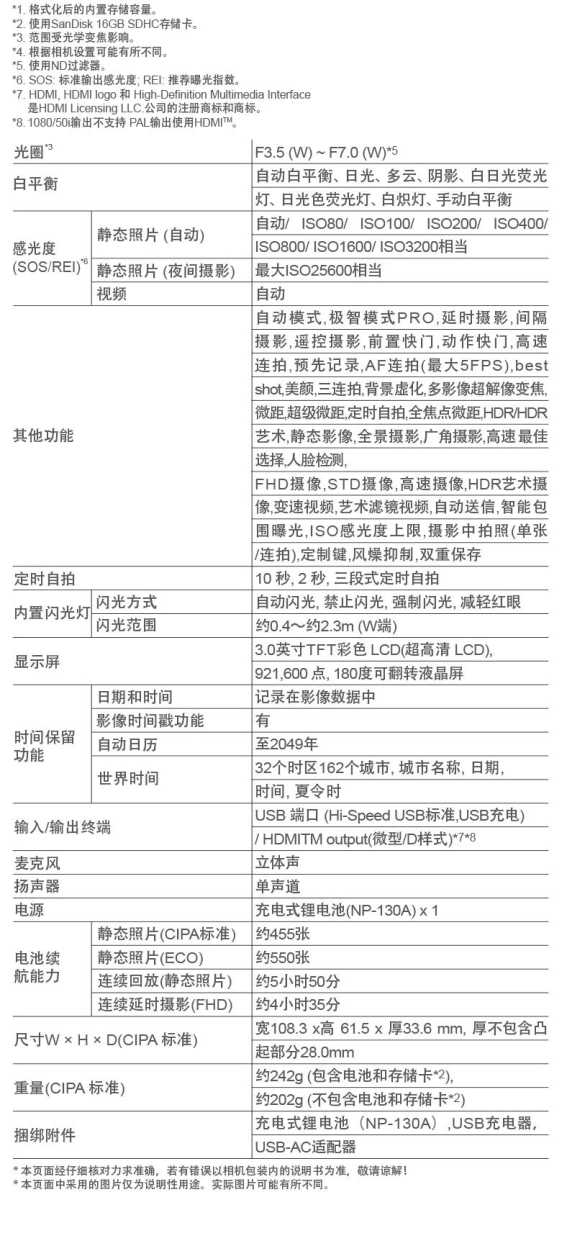 *1. 格式化后的内置存储容量。
*2. 使用SanDisk 16GB SDHC存储卡。
*3. 范围受光学变焦影响。
*4. 根据相机设置可能有所不同。
*5. 使用ND过滤器。
*6. SOS: 标准输出感光度; REI: 推荐曝光指数。
*7. HDMI, HDMI logo 和 High-Definition Multimedia Interface
是HDMI Licensing LLC.公司的注册商标和商标。
*8. 1080/50i输出不支持 PAL输出使用HDMI™。
光圈*3 F3.5 (W) ~ F7.0 (W)*5
白平衡
自动白平衡、日光、多云、阴影、白日光荧光
灯、日光色荧光灯、白炽灯、手动白平衡
感光度
(SOS/REI)*6
静态照片 (自动)
自动/ ISO80/ ISO100/ ISO200/ ISO400/
ISO800/ ISO1600/ ISO3200相当
静态照片 (夜间摄影) 最大ISO25600相当
视频 自动
其他功能
自动模式,极智模式PRO,延时摄影,间隔
摄影,遥控摄影,前置快门,动作快门,高速
连拍,预先记录,AF连拍(最大5FPS),best
shot,美颜,三连拍,背景虚化,多影像超解像变焦,
微距,超级微距,定时自拍,全焦点微距,HDR/HDR
艺术,静态影像,全景摄影,广角摄影,高速最佳
选择,人脸检测,
FHD摄像,STD摄像,高速摄像,HDR艺术摄
像,变速视频,艺术滤镜视频,自动送信,智能包
围曝光,ISO感光度上限,摄影中拍照(单张
/连拍),定制键,风燥抑制,双重保存
定时自拍 10 秒, 2 秒, 三段式定时自拍
内置闪光灯
闪光方式 自动闪光, 禁止闪光, 强制闪光, 减轻红眼
闪光范围 约0.4～约2.3m (W端)
显示屏
3.0英寸TFT彩色 LCD(超高清 LCD),
921,600 点, 180度可翻转液晶屏
时间保留
功能
日期和时间 记录在影像数据中
影像时间戳功能 有
自动日历 至2049年
世界时间
32个时区162个城市, 城市名称, 日期,
时间, 夏令时
输入/输出终端
USB 端口 (Hi-Speed USB标准,USB充电)
/ HDMITM output(微型/D样式)*7*8
麦克风 立体声
扬声器 单声道
电源 充电式锂电池(NP-130A) x 1
电池续
航能力
静态照片(CIPA标准) 约455张
静态照片(ECO) 约550张
连续回放(静态照片) 约5小时50分
连续延时摄影(FHD) 约4小时35分
尺寸W × H × D(CIPA 标准)
宽108.3 x高 61.5 x 厚33.6 mm, 厚不包含凸
起部分28.0mm
重量(CIPA 标准)
约242g (包含电池和存储卡*2),
约202g (不包含电池和存储卡*2)
捆绑附件
充电式锂电池（NP-130A）,USB充电器,
USB-AC适配器
* 本页面经仔细核对力求准确，若有错误以相机包装内的说明书为准，敬请谅解！
* 本页面中采用的图片仅为说明性用途。实际图片可能有所不同。